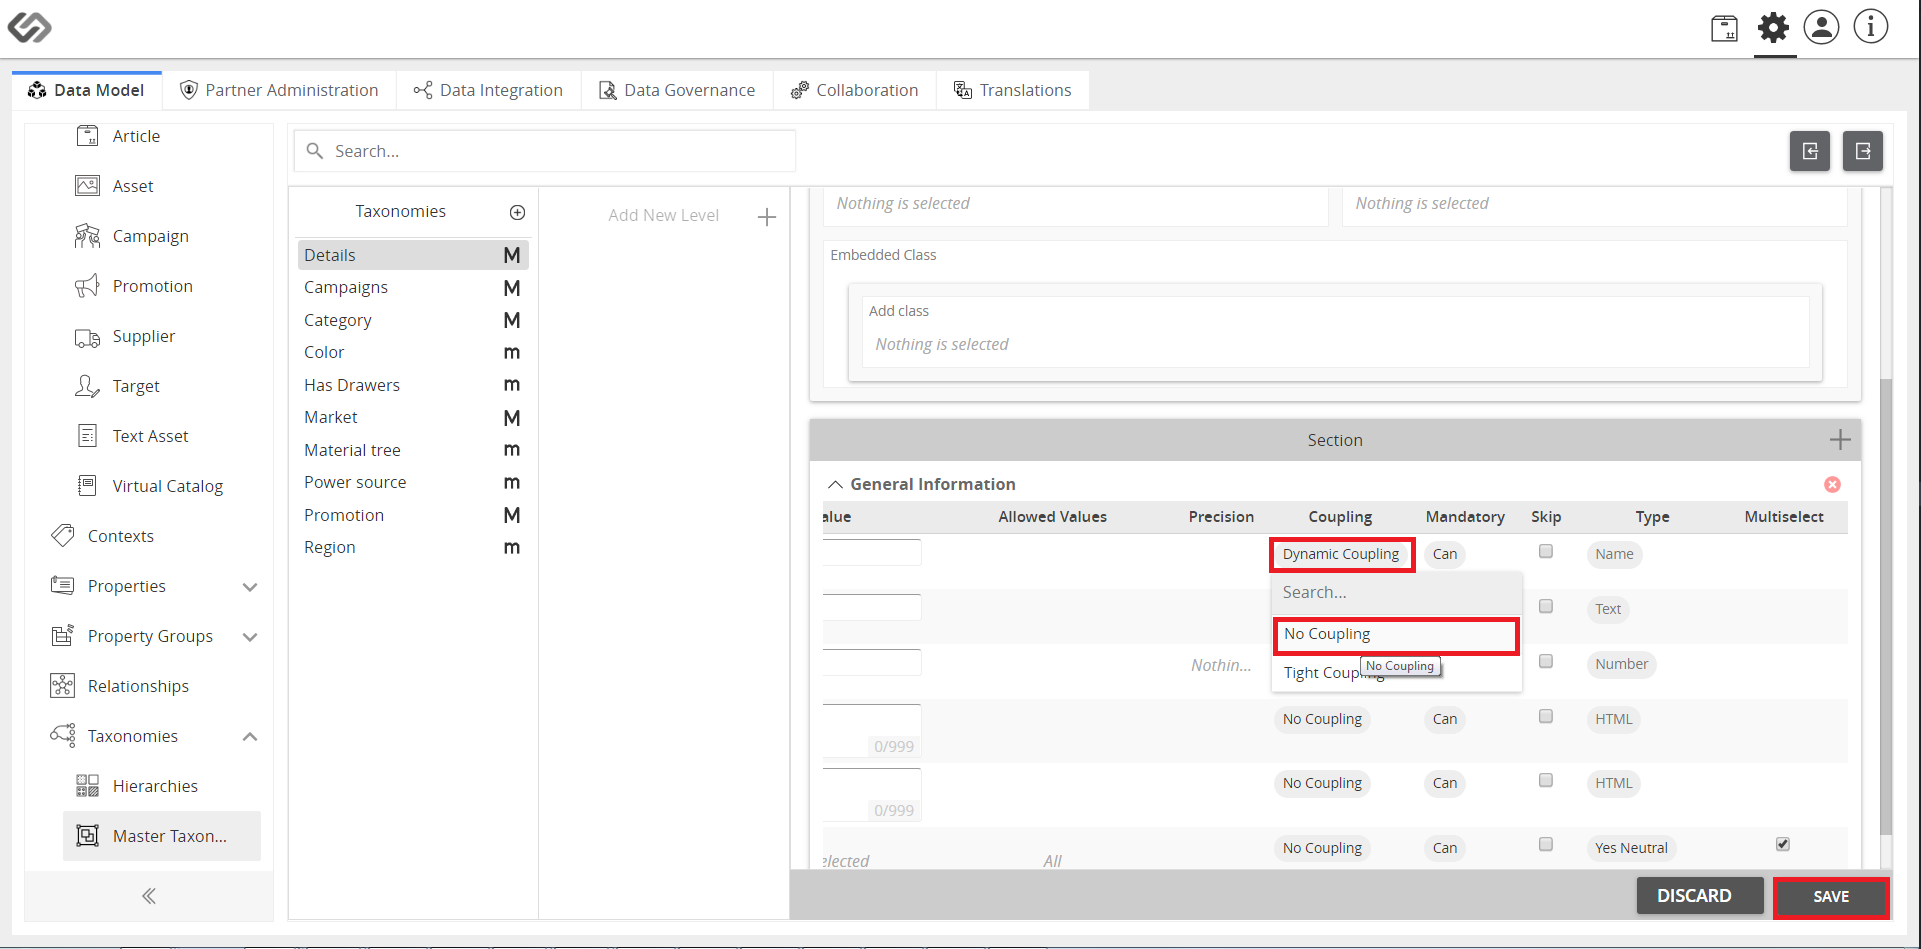 Data Model
Partner Administration
Data Integration
Data Governance
Collaboration
Translations
Article
Asset
Campaign
Promotion
Supplier
Target
Text Asset
Virtual Catalog
Contexts
Properties
Property Groups
Relationships
Taxonomies
Hierarchies
Master Taxon...
Search...
Taxonomies
Details M
Campaigns M
Category M
Color m
Has Drawers m
Market M
Material tree m
Power source m
Promotion M
Region m
Add New Level
Nothing is selected Nothing is selected
Embedded Class
Add class
Nothing is selected
Section
General Information
alue Allowed Values Precision Coupling Mandatory Skip Type Multiselect
Dynamic Coupling Can Name
Search...
Text
No Coupling
Nothin... Number
No Coupling
Tight Coupling
0/999 No Coupling Can HTML
0/999 No Coupling Can HTML
elected All No Coupling Can Yes Neutral
DISCARD SAVE